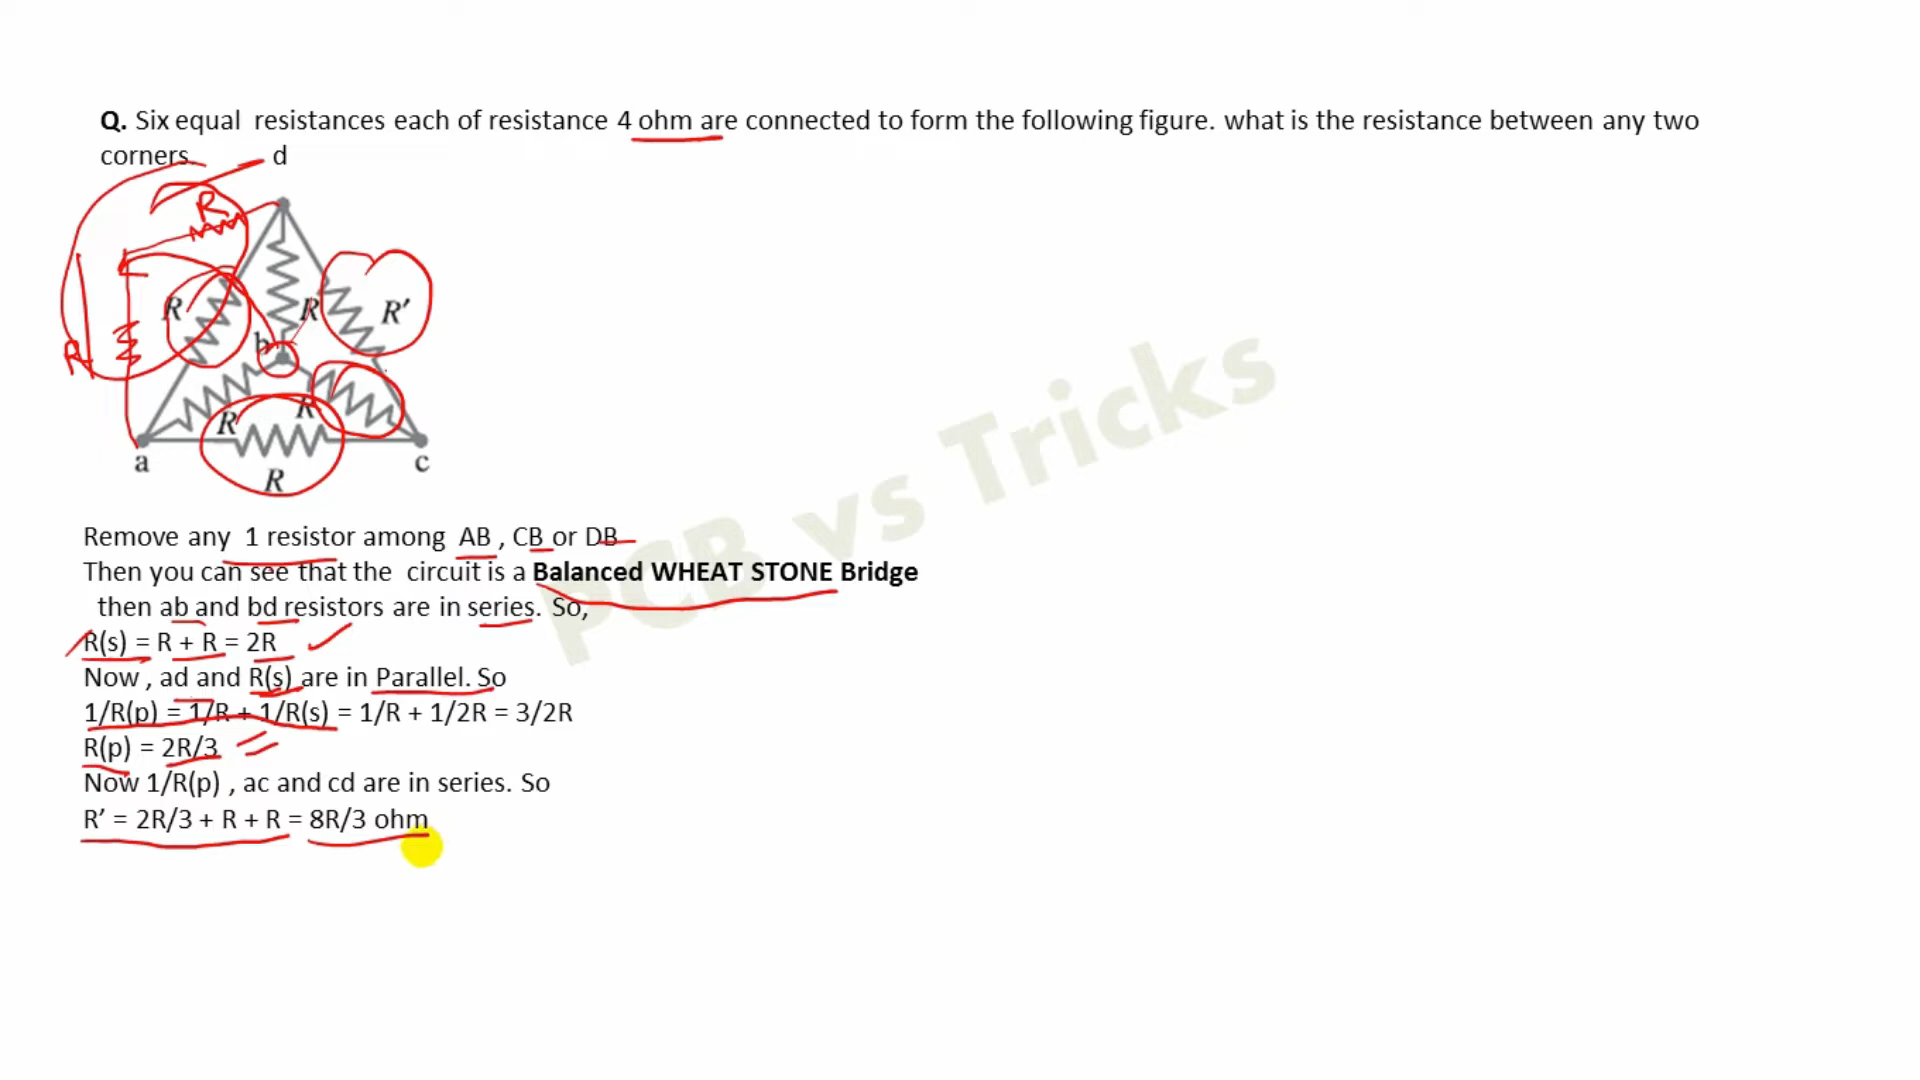 Q. Six equal resistances each of resistance 4 ohm are connected to form the following figure. what is the resistance between any two
corners.
d
R
R
R
R'
b
R
R
R
a
c
R
Remove any 1 resistor among AB , CB or DB
Then you can see that the circuit is a Balanced WHEAT STONE Bridge
then ab and bd resistors are in series. So,
R(s) = R + R = 2R
Now , ad and R(s) are in Parallel. So
1/R(p) = 1/R + 1/R(s) = 1/R + 1/2R = 3/2R
R(p) = 2R/3
Now 1/R(p) , ac and cd are in series. So
R’ = 2R/3 + R + R = 8R/3 ohm
PCB vs Tricks